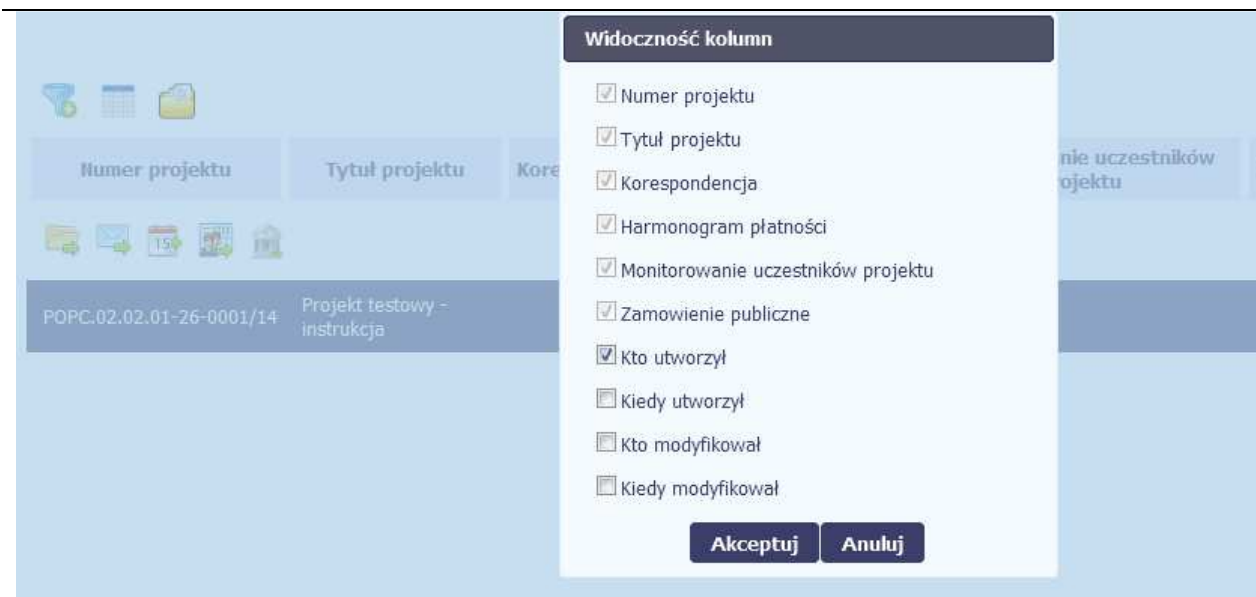 Widoczność kolumn
Numer projektu
Tytuł projektu
Korespondencja
Harmonogram płatności
Monitorowanie uczestników projektu
Zamowienie publiczne
Kto utworzył
Kiedy utworzył
Kto modyfikował
Kiedy modyfikował
Akceptuj Anuluj
Numer projektu Tytuł projektu Kore nie uczestników
ojektu
15
POPC.02.02.01-26-0001/14 Projekt testowy -
instrukcja